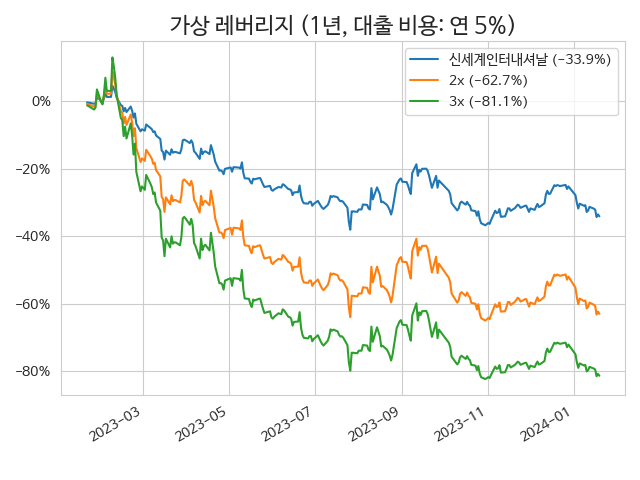 가상 레버리지 (1년, 대출 비용: 연 5%)
신세계인터내셔날 (-33.9%)
2x (-62.7%)
3x (-81.1%)
0%
-20%
-40%
-60%
-80%
2023-03
2023-05
2023-07
2023-09
2023-11
2024-01